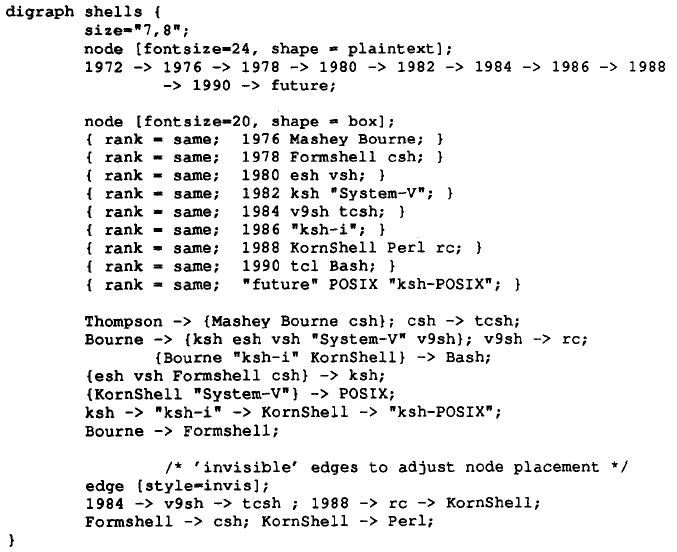 digraph shells {
        size="7,8";
        node [fontsize=24, shape = plaintext];
        1972 -> 1976 -> 1978 -> 1980 -> 1982 -> 1984 -> 1986 -> 1988
                -> 1990 -> future;

        node [fontsize=20, shape = box];
        { rank = same;  1976 Mashey Bourne; }
        { rank = same;  1978 Formshell csh; }
        { rank = same;  1980 esh vsh; }
        { rank = same;  1982 ksh "System-V"; }
        { rank = same;  1984 v9sh tcsh; }
        { rank = same;  1986 "ksh-i"; }
        { rank = same;  1988 KornShell Perl rc; }
        { rank = same;  1990 tcl Bash; }
        { rank = same;  "future" POSIX "ksh-POSIX"; }

        Thompson -> {Mashey Bourne csh}; csh -> tcsh;
        Bourne -> {ksh esh vsh "System-V" v9sh}; v9sh -> rc;
                {Bourne "ksh-i" KornShell} -> Bash;
        {esh vsh Formshell csh} -> ksh;
        {KornShell "System-V"} -> POSIX;
        ksh -> "ksh-i" -> KornShell -> "ksh-POSIX";
        Bourne -> Formshell;

                /* 'invisible' edges to adjust node placement */
        edge [style=invis];
        1984 -> v9sh -> tcsh ; 1988 -> rc -> KornShell;
        Formshell -> csh; KornShell -> Perl;
}